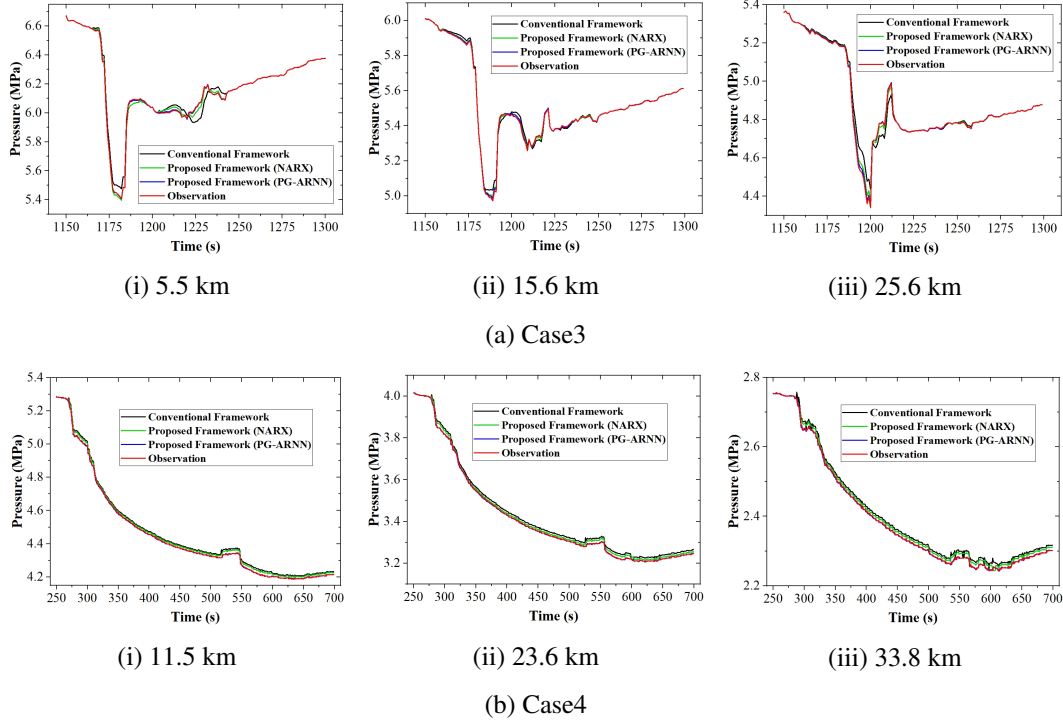 6.6
6.4
6.2
6.0
5.8
5.6
5.4
Pressure (MPa)
Conventional Framework
Proposed Framework (NARX)
Proposed Framework (PG-ARNN)
Observation
1150 1175 1200 1225 1250 1275 1300
Time (s)
(i) 5.5 km
6.0
5.8
5.6
5.4
5.2
5.0
Pressure (MPa)
Conventional Framework
Proposed Framework (NARX)
Proposed Framework (PG-ARNN)
Observation
1150 1175 1200 1225 1250 1275 1300
Time (s)
(ii) 15.6 km
5.4
5.2
5.0
4.8
4.6
4.4
Pressure (MPa)
Conventional Framework
Proposed Framework (NARX)
Proposed Framework (PG-ARNN)
Observation
1150 1175 1200 1225 1250 1275 1300
Time (s)
(iii) 25.6 km
(a) Case3
5.4
5.2
5.0
4.8
4.6
4.4
4.2
Pressure (MPa)
Conventional Framework
Proposed Framework (NARX)
Proposed Framework (PG-ARNN)
Observation
250 300 350 400 450 500 550 600 650 700
Time (s)
(i) 11.5 km
4.0
3.8
3.6
3.4
3.2
Pressure (MPa)
Conventional Framework
Proposed Framework (NARX)
Proposed Framework (PG-ARNN)
Observation
250 300 350 400 450 500 550 600 650 700
Time (s)
(ii) 23.6 km
2.8
2.6
2.4
2.2
Pressure (MPa)
Conventional Framework
Proposed Framework (NARX)
Proposed Framework (PG-ARNN)
Observation
250 300 350 400 450 500 550 600 650 700
Time (s)
(iii) 33.8 km
(b) Case4